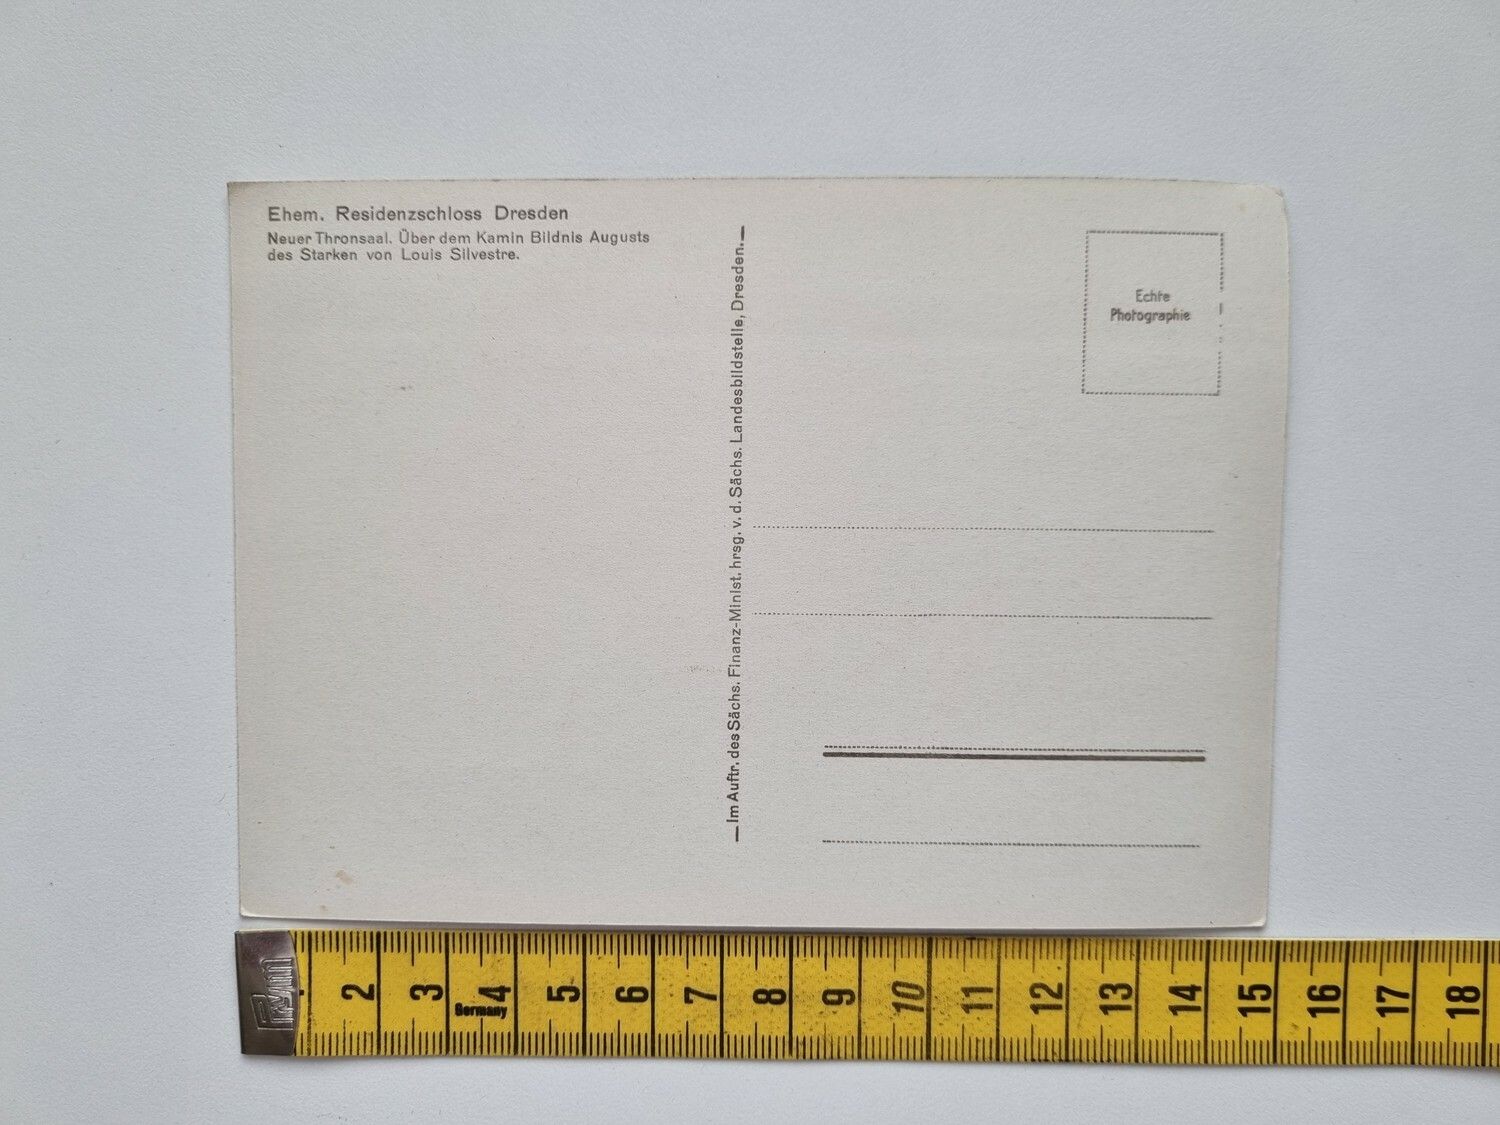 Ehem. Residenzschloss Dresden
Neuer Thronsaal. Über dem Kamin Bildnis Augusts
des Starken von Louis Silvestre.
Im Auftr. des Sächs. Finanz-Minist. hrsg. v. d. Sächs. Landesbildstelle, Dresden.
Echte
Photographie
Prym
2 3 4 5 6 7 8 9 10 11 12 13 14 15 16 17 18
Germany